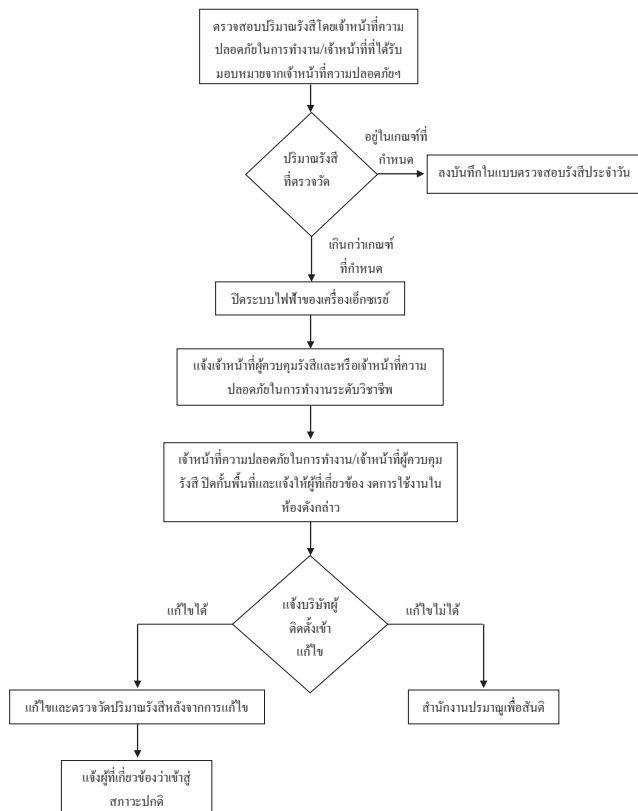 ตรวจสอบปริมาณรังสีโดยเจ้าหน้าที่ความ
ปลอดภัยในการทำงาน/เจ้าหน้าที่ที่ได้รับ
มอบหมายจากเจ้าหน้าที่ความปลอดภัยฯ
ปริมาณรังสี
ที่ตรวจวัด
อยู่ในเกณฑ์ที่
กำหนด
ลงบันทึกในแบบตรวจสอบรังสีประจำวัน
เกินกว่าเกณฑ์
ที่กำหนด
ปิดระบบไฟฟ้าของเครื่องเอ็กซเรย์
แจ้งเจ้าหน้าที่ผู้ควบคุมรังสีและหรือเจ้าหน้าที่ความ
ปลอดภัยในการทำงานระดับวิชาชีพ
เจ้าหน้าที่ความปลอดภัยในการทำงาน/เจ้าหน้าที่ผู้ควบคุม
รังสี ปิดกั้นพื้นที่และแจ้งให้ผู้ที่เกี่ยวข้อง งดการใช้งานใน
ห้องดังกล่าว
แจ้งบริษัทผู้
ติดตั้งเข้า
แก้ไข
แก้ไขได้
แก้ไขไม่ได้
แก้ไขและตรวจวัดปริมาณรังสีหลังจากการแก้ไข
สำนักงานปรมาณูเพื่อสันติ
แจ้งผู้ที่เกี่ยวข้องว่าเข้าสู่
สภาวะปกติ